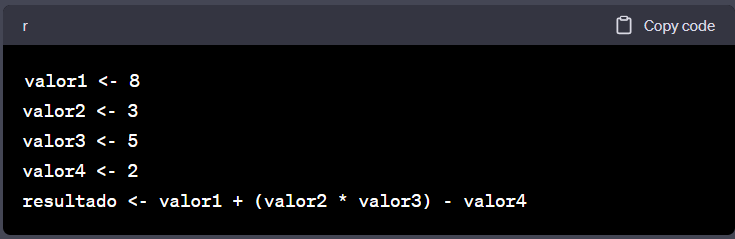 r
Copy code
valor1 <- 8
valor2 <- 3
valor3 <- 5
valor4 <- 2
resultado <- valor1 + (valor2 * valor3) - valor4